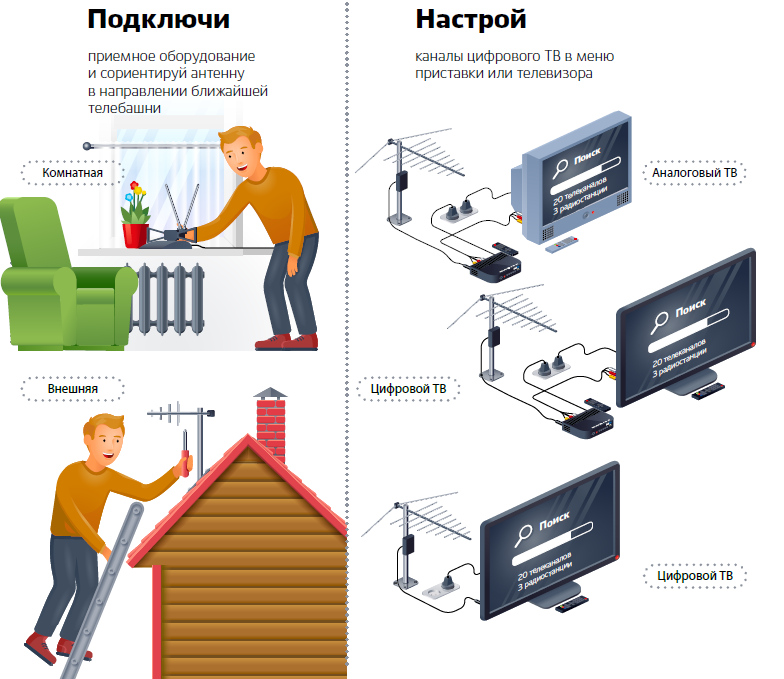 Подключи
приемное оборудование
и сориентируй антенну
в направлении ближайшей
телебашни
Комнатная
Внешняя
Настрой
каналы цифрового ТВ в меню
приставки или телевизора
Поиск
20 телеканалов
3 радиостанции
Аналоговый ТВ
Поиск
20 телеканалов
3 радиостанции
Цифровой ТВ
Поиск
20 телеканалов
3 радиостанции
Цифровой ТВ